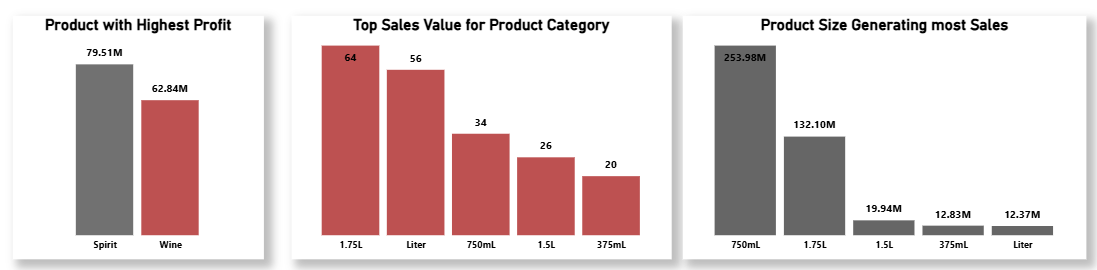 Product with Highest Profit
79.51M
62.84M
Spirit
Wine
Top Sales Value for Product Category
64
56
34
26
20
1.75L
Liter
750mL
1.5L
375mL
Product Size Generating most Sales
253.98M
132.10M
19.94M
12.83M
12.37M
750mL
1.75L
1.5L
375mL
Liter